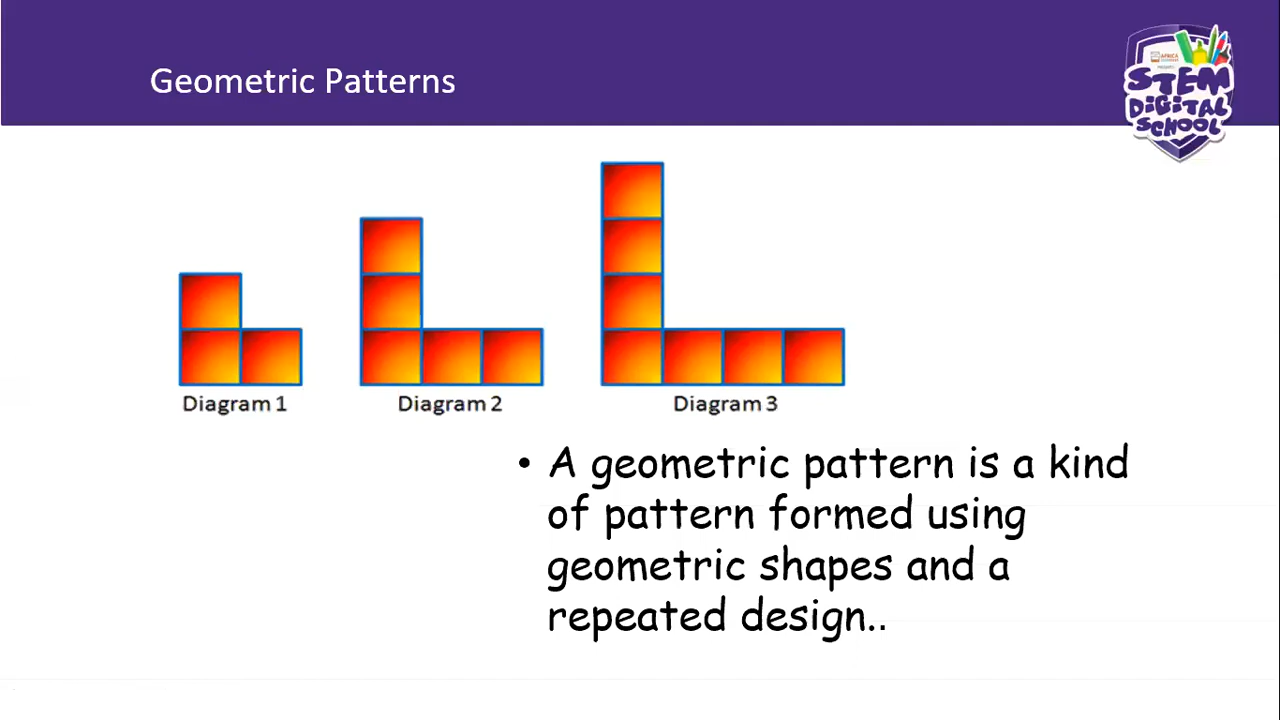 Geometric Patterns
AFRICA
STEM
DIGITAL
SCHOOL
Diagram 1
Diagram 2
Diagram 3
• A geometric pattern is a kind
of pattern formed using
geometric shapes and a
repeated design..